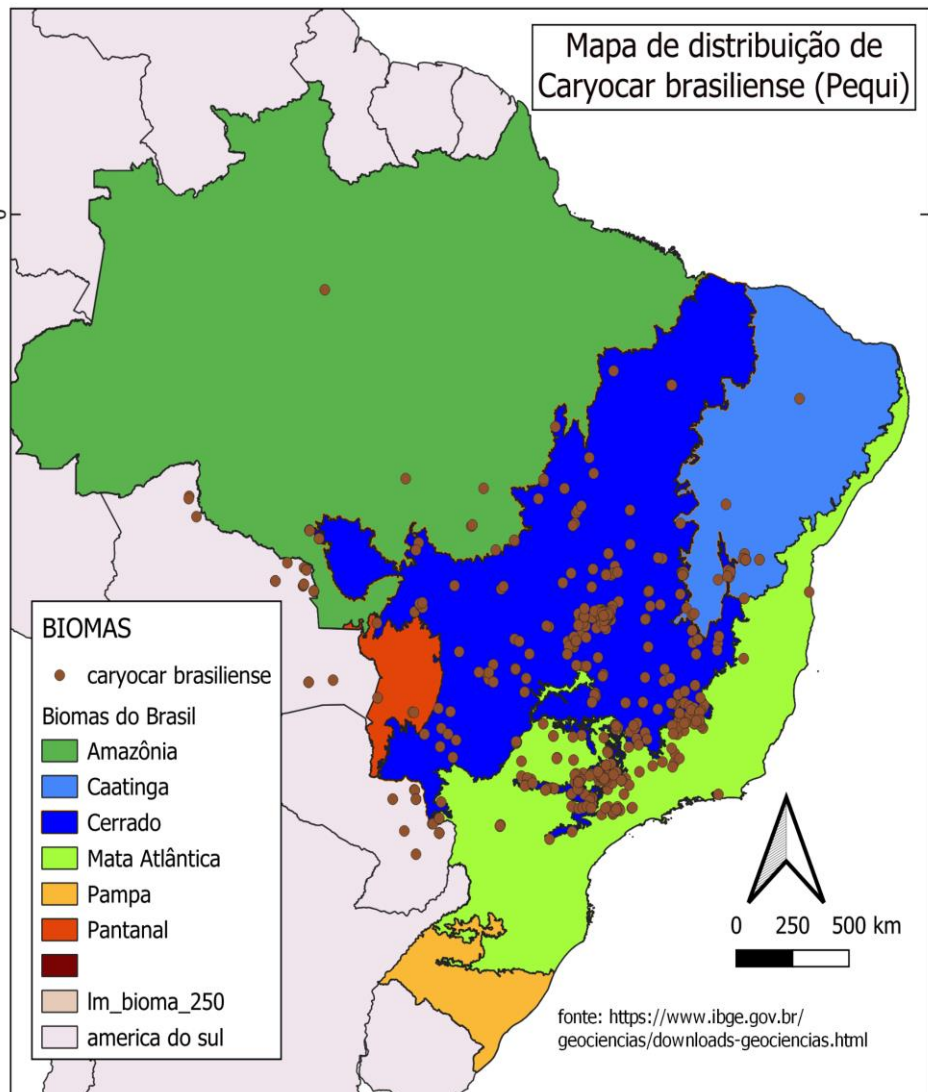 Mapa de distribuição de
Caryocar brasiliense (Pequi)
0
BIOMAS
caryocar brasiliense
Biomas do Brasil
Amazônia
Caatinga
Cerrado
Mata Atlântica
Pampa
Pantanal
lm_bioma_250
america do sul
0 250 500 km
fonte: https://www.ibge.gov.br/
geociencias/downloads-geociencias.html